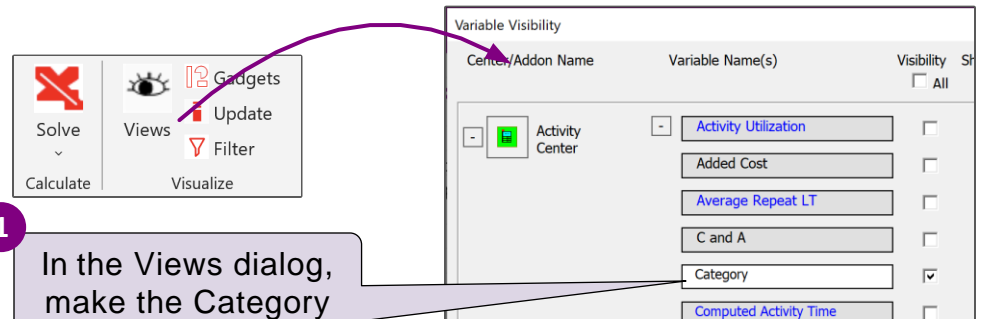 Variable Visibility
Center/Addon Name Variable Name(s) Visibility
All
Gadgets
Update
Filter
Solve
Views
Calculate
Visualize
Activity
Center
- Activity Utilization
Added Cost
Average Repeat LT
C and A
Category
Computed Activity Time
1
In the Views dialog,
make the Category